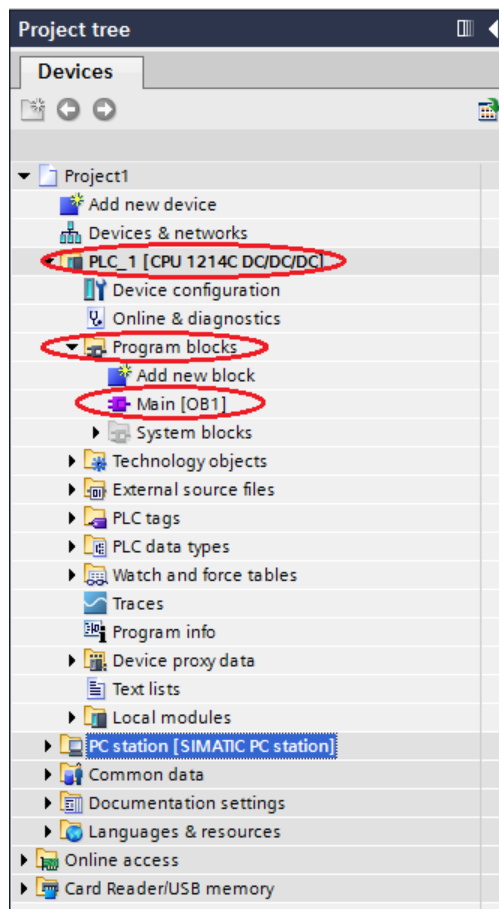 Project tree
Devices
Project1
Add new device
Devices & networks
PLC_1 [CPU 1214C DC/DC/DC]
Device configuration
Online & diagnostics
Program blocks
Add new block
Main [OB1]
System blocks
Technology objects
External source files
PLC tags
PLC data types
Watch and force tables
Traces
Program info
Device proxy data
Text lists
Local modules
PC station [SIMATIC PC station]
Common data
Documentation settings
Languages & resources
Online access
Card Reader/USB memory